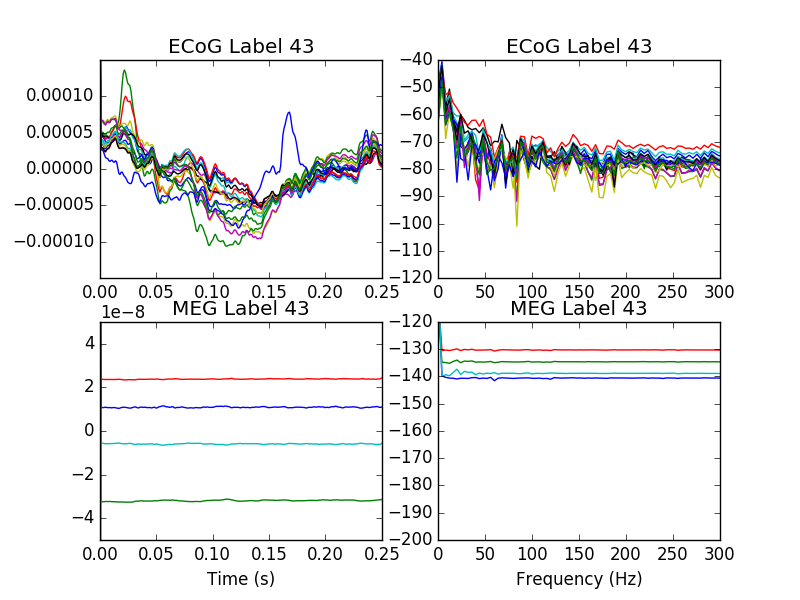 ECoG Label 43
0.00010
0.00005
0.00000
−0.00005
−0.00010
0.00 0.05 0.10 0.15 0.20 0.25
ECoG Label 43
−40
−50
−60
−70
−80
−90
−100
−110
−120
0 50 100 150 200 250 300
MEG Label 43
1e−8
4
2
0
−2
−4
0.00 0.05 0.10 0.15 0.20 0.25
Time (s)
MEG Label 43
−120
−130
−140
−150
−160
−170
−180
−190
−200
0 50 100 150 200 250 300
Frequency (Hz)